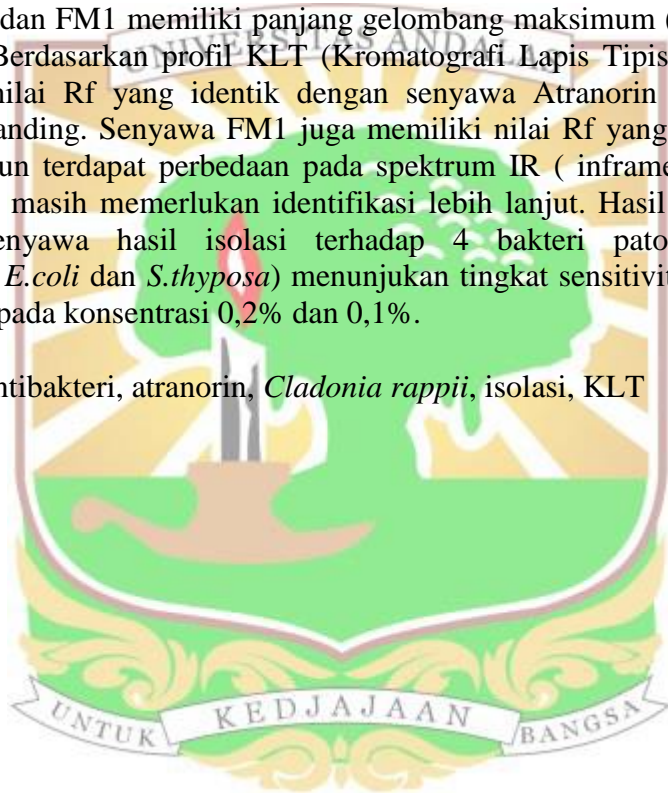 dan FM1 memiliki panjang gelombang maksimum
Berdasarkan profil KLT (Kromatografi Lapis Tipis
nilai Rf yang identik dengan senyawa Atranorin
anding. Senyawa FM1 juga memiliki nilai Rf yang
un terdapat perbedaan pada spektrum IR ( inframe
masih memerlukan identifikasi lebih lanjut. Hasil
enyawa hasil isolasi terhadap 4 bakteri pato
E.coli dan S.thyposa) menunjukan tingkat sensitivit
pada konsentrasi 0,2% dan 0,1%.
ntibakteri, atranorin, Cladonia rappii, isolasi, KLT
UNIVERSITAS ANDALAS
UNTUK KEDJAJAAN BANGSA